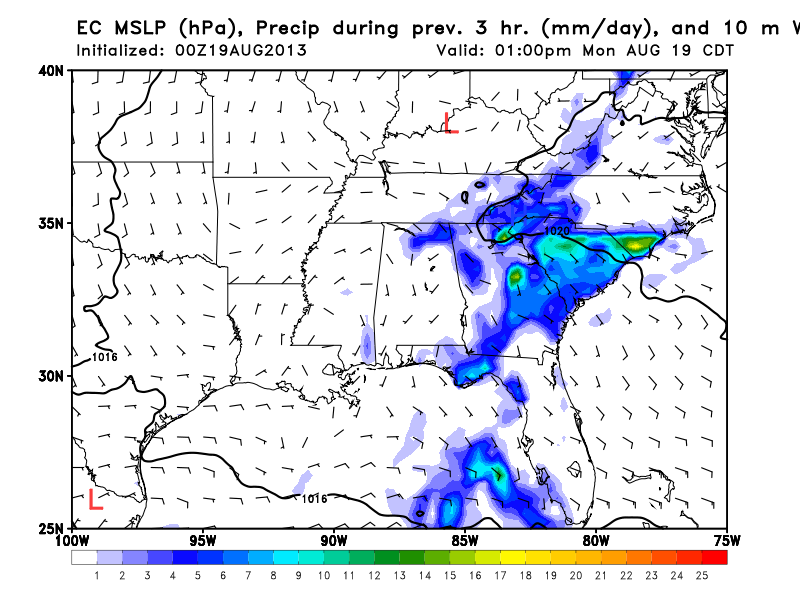 EC MSLP (hPa), Precip during prev. 3 hr. (mm/day), and 10 m W
Initialized: 00Z19AUG2013 Valid: 01:00pm Mon AUG 19 CDT
40N
L
35N
1020
1016
30N
L
1016
25N
100W 95W 90W 85W 80W 75W
1 2 3 4 5 6 7 8 9 10 11 12 13 14 15 16 17 18 19 20 21 22 23 24 25